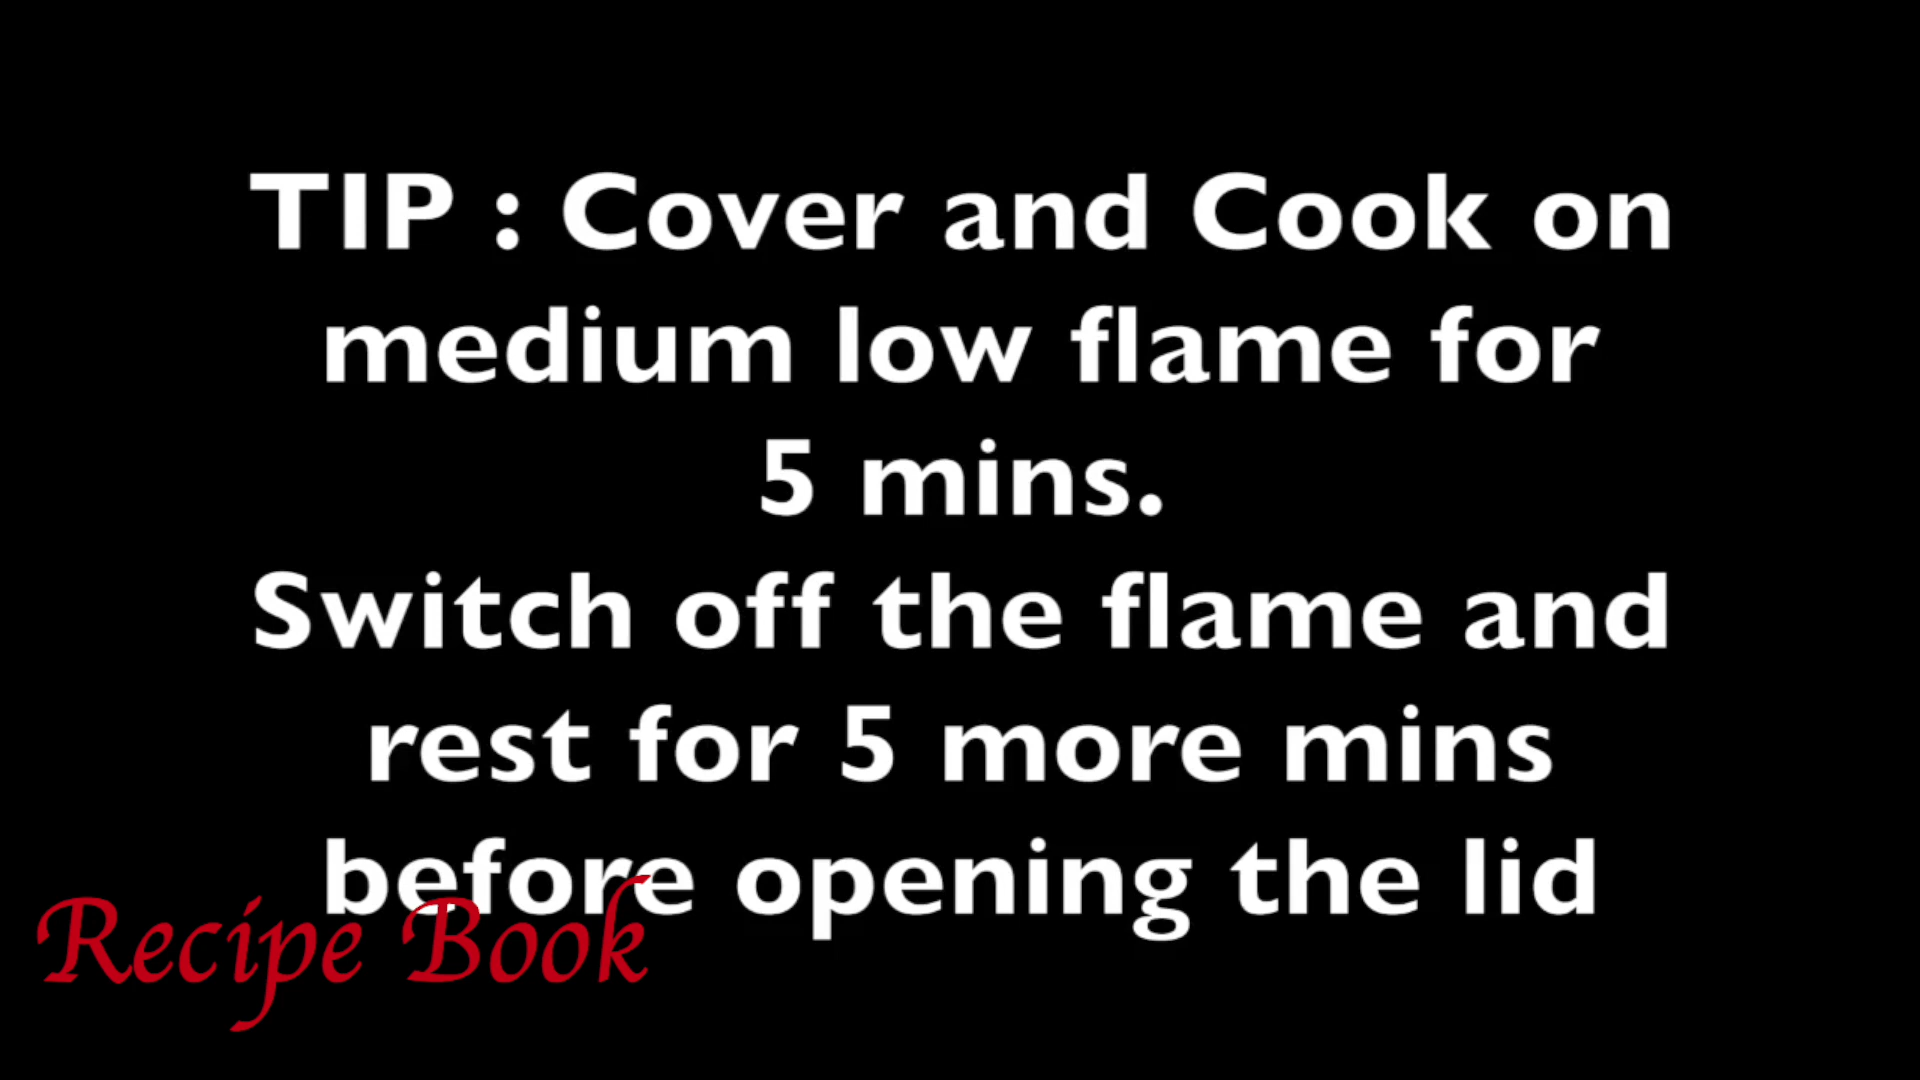 TIP : Cover and Cook on
medium low flame for
5 mins.
Switch off the flame and
rest for 5 more mins
before opening the lid
Recipe Book